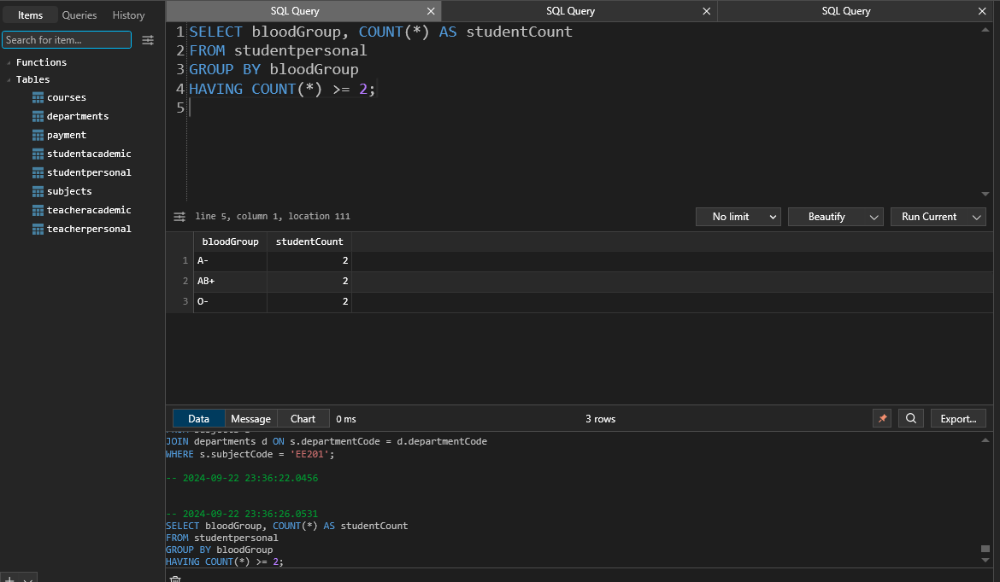 Items Queries History
Search for item...
Functions
Tables
courses
departments
payment
studentacademic
studentpersonal
subjects
teacheracademic
teacherpersonal
SQL Query SQL Query SQL Query
1 SELECT bloodGroup, COUNT(*) AS studentCount
2 FROM studentpersonal
3 GROUP BY bloodGroup
4 HAVING COUNT(*) >= 2;
5
line 5, column 1, location 111
No limit Beautify Run Current
bloodGroup studentCount
1 A- 2
2 AB+ 2
3 O- 2
Data Message Chart 0 ms 3 rows Export...
JOIN departments d ON s.departmentCode = d.departmentCode
WHERE s.subjectCode = 'EE201';
-- 2024-09-22 23:36:22.0456
-- 2024-09-22 23:36:26.0531
SELECT bloodGroup, COUNT(*) AS studentCount
FROM studentpersonal
GROUP BY bloodGroup
HAVING COUNT(*) >= 2;